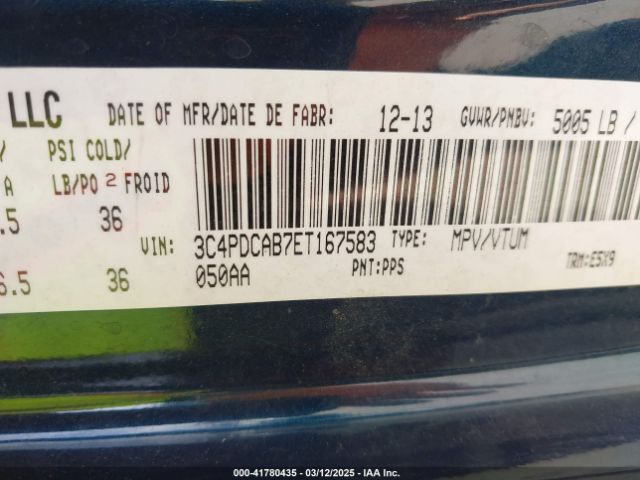 LLC DATE OF MFR/DATE DE FABR: 12-13 GVWR/PNBV: 5005 LB /
/ PSI COLD/
A LB/PO 2 FROID
.5 36
VIN: 3C4PDCAB7ET167583 TYPE: MPV/VTUM
6.5 36 050AA PNT:PPS TRM:E5X9
000-41780435 - 03/12/2025 - IAA Inc.